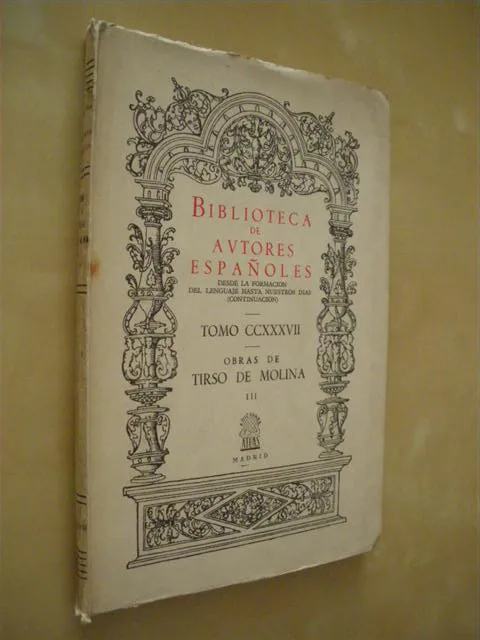 BIBLIOTECA
DE
AVTORES
ESPAÑOLES
DESDE LA FORMACION
DEL LENGUAJE HASTA NUESTROS DIAS
(CONTINUACIÓN)
TOMO CCXXXVII
OBRAS DE
TIRSO DE MOLINA
III
ATLAS
MADRID